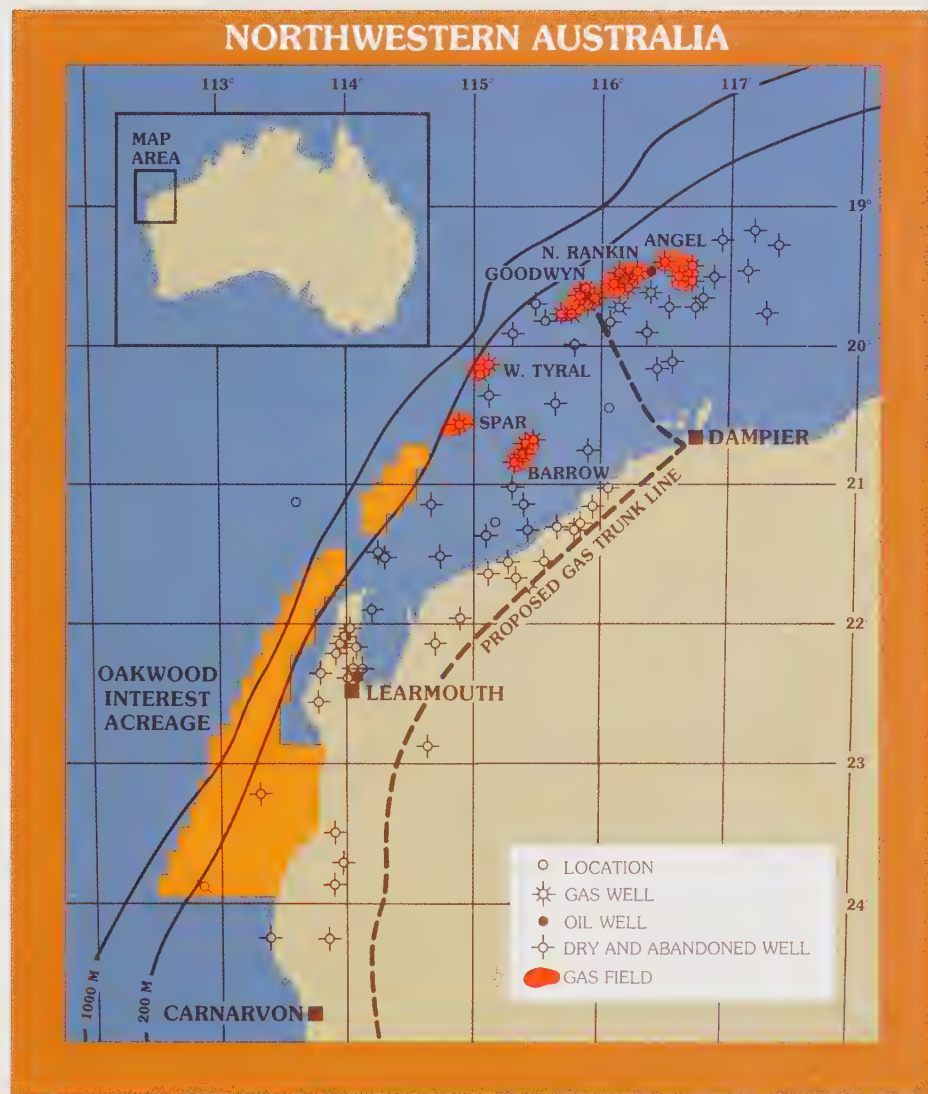 NORTHWESTERN AUSTRALIA
113°
114°
115°
116°
117°
MAP
AREA
19°
ANGEL
N. RANKIN
GOODWYN
20°
W. TYRAL
SPAR
DAMPIER
BARROW
21
PROPOSED GAS TRUNK LINE
22
OAKWOOD
INTEREST
ACREAGE
LEARMOUTH
23
LOCATION
GAS WELL
OIL WELL
DRY AND ABANDONED WELL
GAS FIELD
24
1000 M
200 M
CARNARVON